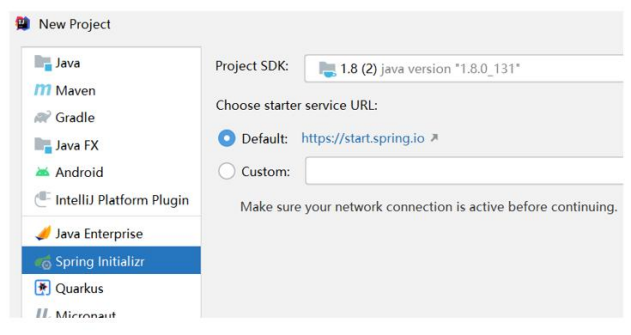 New Project
Java
Maven
Gradle
Java FX
Android
IntelliJ Platform Plugin
Java Enterprise
Spring Initializr
Quarkus
Micronaut
Project SDK: 1.8 (2) java version "1.8.0_131"
Choose starter service URL:
Default: https://start.spring.io
Custom:
Make sure your network connection is active before continuing.